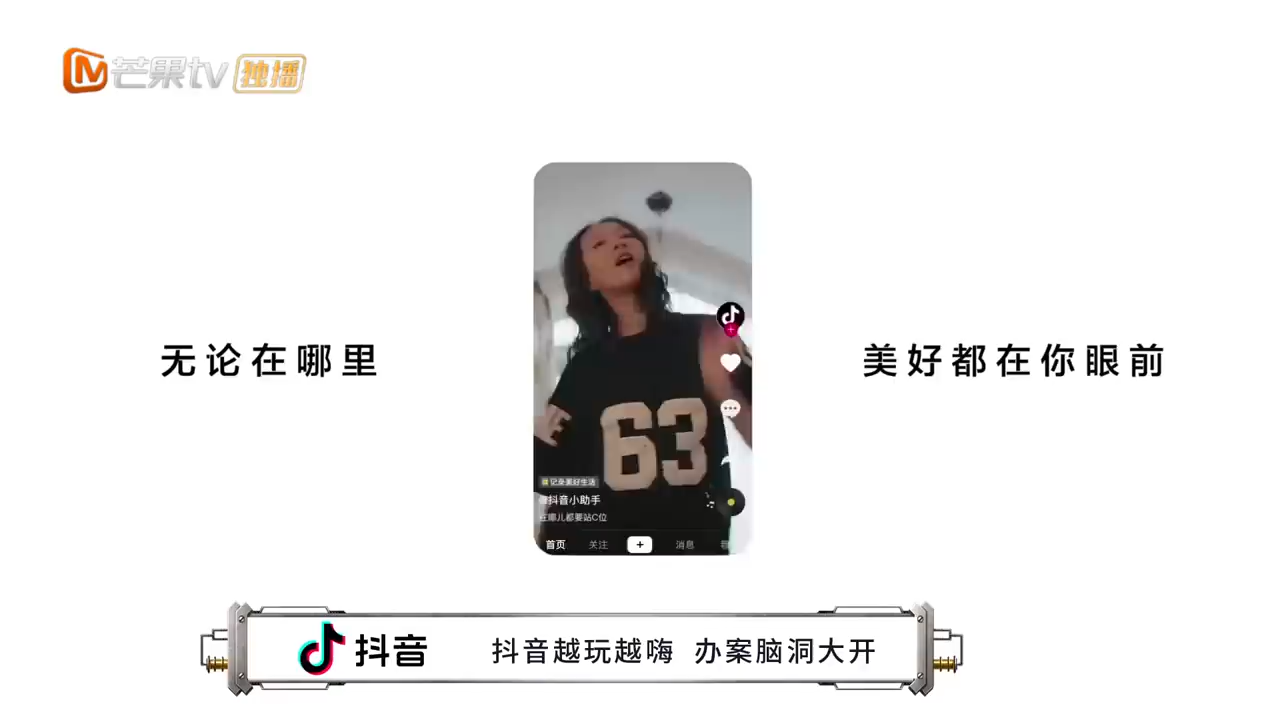 芒果tv 独播
无论在哪里
美好都在你眼前
63
记录美好生活
@抖音小助手
在哪儿都要站C位
首页 关注 消息
抖音 抖音越玩越嗨 办案脑洞大开